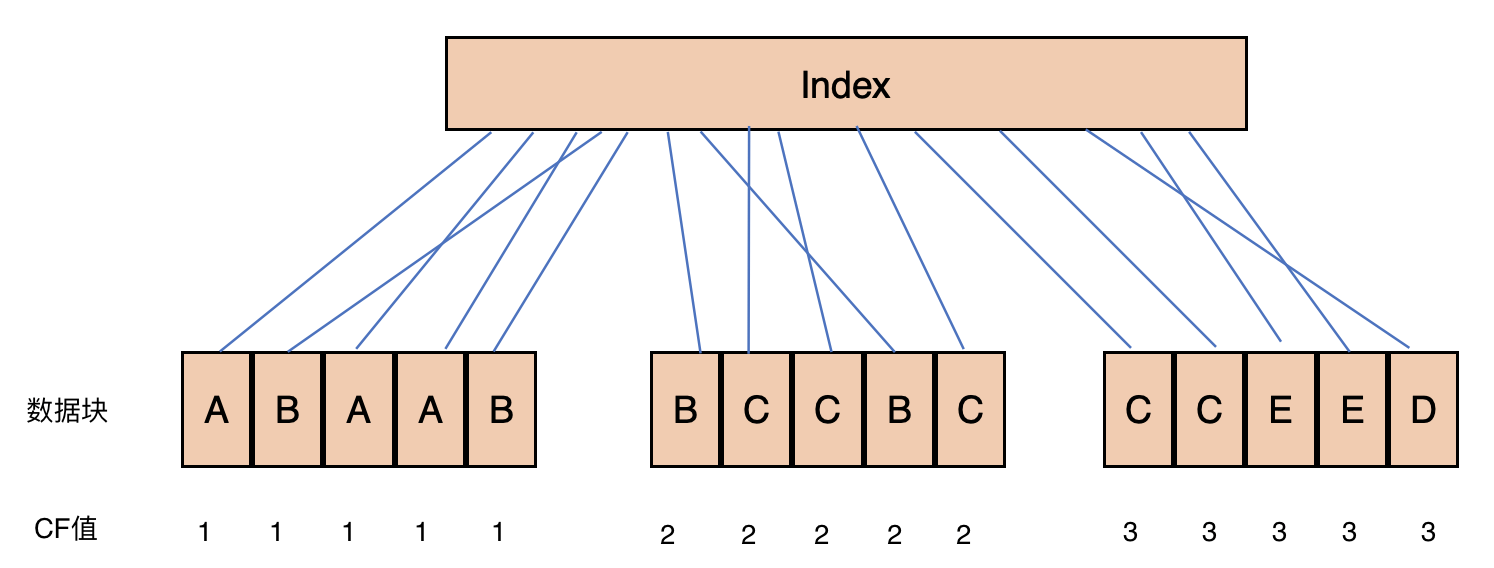 Index
数据块 A B A A B B C C B C C C E E D
CF值 1 1 1 1 1 2 2 2 2 2 3 3 3 3 3